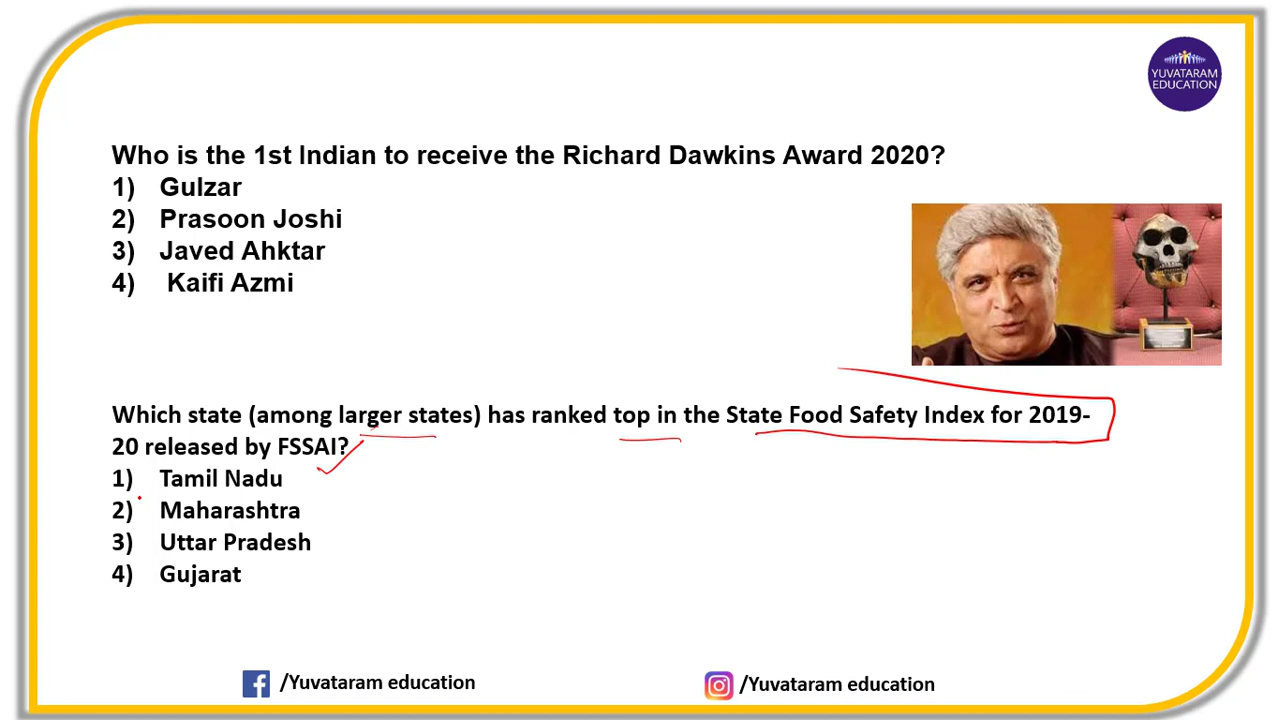 YUVATARAM
EDUCATION
Who is the 1st Indian to receive the Richard Dawkins Award 2020?
1) Gulzar
2) Prasoon Joshi
3) Javed Ahktar
4) Kaifi Azmi
Which state (among larger states) has ranked top in the State Food Safety Index for 2019-
20 released by FSSAI?
1) Tamil Nadu
2) Maharashtra
3) Uttar Pradesh
4) Gujarat
/Yuvataram education
/Yuvataram education